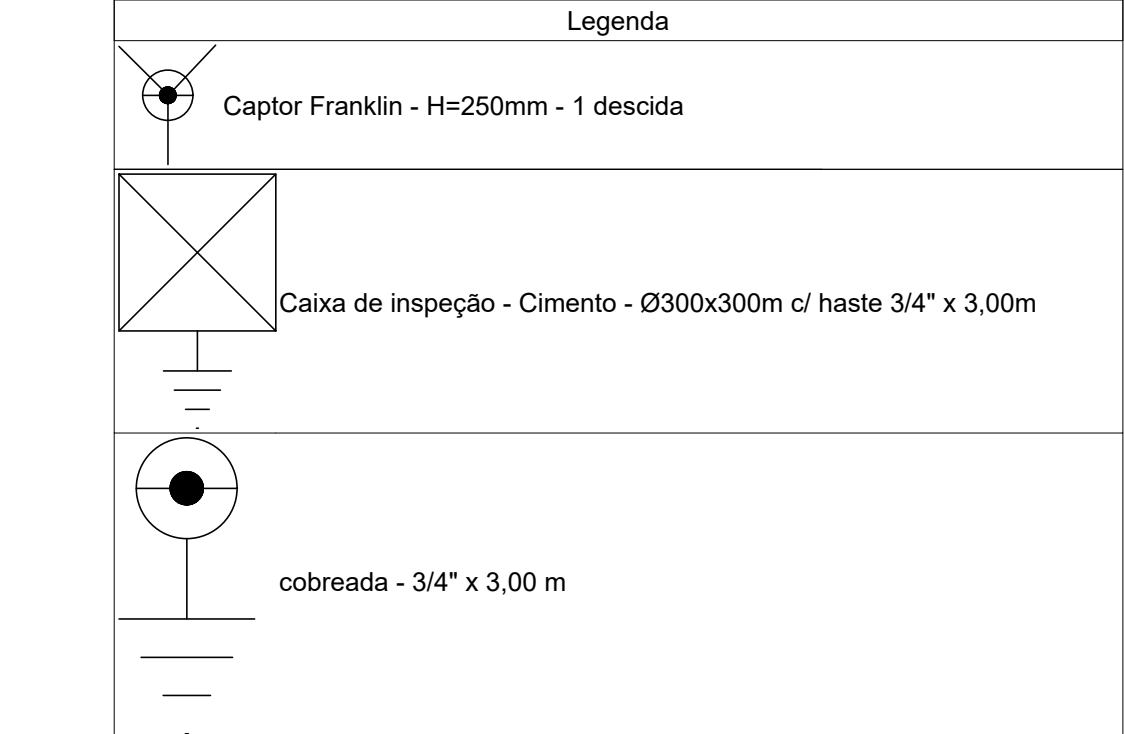 Legenda
Captor Franklin - H=250mm - 1 descida
Caixa de inspeção - Cimento - Ø300x300m c/ haste 3/4" x 3,00m
cobreada - 3/4" x 3,00 m